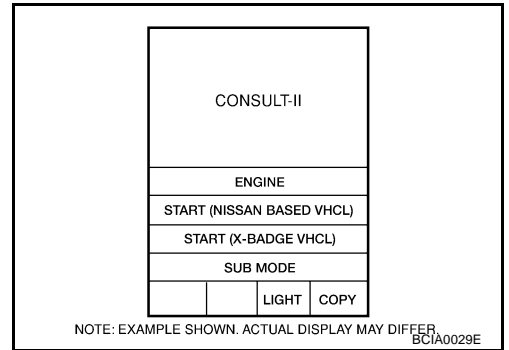 CONSULT-II
ENGINE
START (NISSAN BASED VHCL)
START (X-BADGE VHCL)
SUB MODE
LIGHT COPY
NOTE: EXAMPLE SHOWN. ACTUAL DISPLAY MAY DIFFER.
BCIA0029E